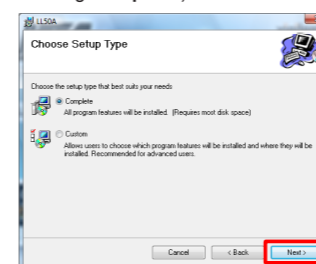 LL50A
Choose Setup Type
Choose the setup type that best suits your needs
Complete
All program features will be installed. (Requires most disk space)
Custom
Allows users to choose which program features will be installed and where they will be
installed. Recommended for advanced users.
Cancel
< Back
Next >